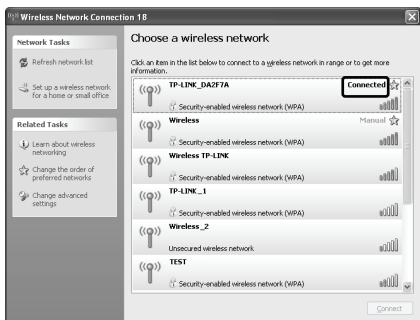 Wireless Network Connection 18
Network Tasks
Refresh network list
Set up a wireless network
for a home or small office
Related Tasks
Learn about wireless
networking
Change the order of
preferred networks
Change advanced
settings
Choose a wireless network
Click an item in the list below to connect to a wireless network in range or to get more
information.
TP-LINK_DA2F7A Connected
Security-enabled wireless network (WPA)
Wireless Manual
Security-enabled wireless network (WPA)
Wireless TP-LINK
Security-enabled wireless network (WPA)
TP-LINK_1
Security-enabled wireless network (WPA)
Wireless_2
Unsecured wireless network
TEST
Security-enabled wireless network (WPA)
Connect